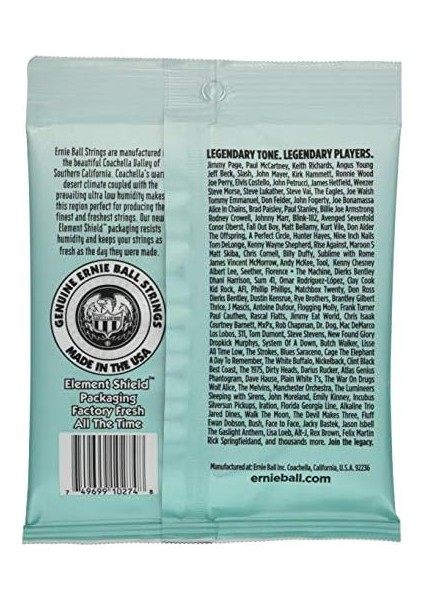 Ernie Ball Strings are manufactured i
the beautiful Coachella Valley of
Southern California. Coachella's war
desert climate coupled with the
prevailing ultra low humidity makes
this region perfect for producing the
finest and freshest strings. Our new
Element Shield™ packaging resists
humidity and keeps your strings as
fresh as the day they were made.
GENUINE ERNIE BALL STRINGS
MADE IN THE USA
Element Shield™
Packaging
Factory Fresh
All The Time
7 49699 10274 8
LEGENDARY TONE. LEGENDARY PLAYERS.
Jimmy Page, Paul McCartney, Keith Richards, Angus Young
Jeff Beck, Slash, John Mayer, Kirk Hammett, Ronnie Wood
Joe Perry, Elvis Costello, John Petrucci, James Hetfield, Weezer
Steve Morse, Steve Lukather, Steve Vai, The Eagles, Joe Walsh
Tommy Emmanuel, Don Felder, John Fogerty, Joe Bonamassa
Alice in Chains, Brad Paisley, Paul Stanley, Billie Joe Armstrong
Rodney Crowell, Johnny Marr, Blink-182, Avenged Sevenfold
Conor Oberst, Fall Out Boy, Matt Bellamy, Kurt Vile, Don Alder
The Offspring, A Perfect Circle, Hunter Hayes, Nine Inch Nails
Tom DeLonge, Kenny Wayne Shepherd, Rise Against, Maroon 5
Matt Skiba, Chris Cornell, Billy Duffy, Sublime with Rome
James Vincent McMorrow, Andy McKee, Tool, Kenny Chesney
Albert Lee, Seether, Florence + The Machine, Dierks Bentley
Dhani Harrison, Sum 41, Omar Rodríguez-López, Clay Cook
Kid Rock, AFI, Phillip Phillips, Matchbox Twenty, Don Ross
Dierks Bentley, Dustin Kensrue, Rye Brothers, Brantley Gilbert
Thrice, J Mascis, Antoine Dufour, Flogging Molly, Frank Turner
Paul Cauthen, Rascal Flatts, Jimmy Eat World, Chris Isaak
Courtney Barnett, MxPx, Rob Chapman, Dr. Dog, Mac DeMarco
Los Lobos, 311, Tom Dumont, Steve Stevens, New Found Glory
Dropkick Murphys, System Of A Down, Butch Walker, Lisse
All Time Low, The Strokes, Blues Saraceno, Cage The Elephant
A Day To Remember, The White Buffalo, Nickelback, Olint Black
Best Coast, The 1975, Dirty Heads, Darius Rucker, Atlas Genius
Phantogram, Dave House, Plain White T's, The War On Drugs
Wolf Alice, The Melvins, Manchester Orchestra, The Lumineers
Sleeping with Sirens, John Moreland, Emily Kinney, Incubus
Silversun Pickups, Iration, Florida Georgia Line, Alkaline Trio
Jared Dines, Walk The Moon, The Devil Makes Three, Fluff
Ewan Dobson, Bush, Face to Face, Jacky Bastek, Jason Isbell
The Gaslight Anthem, Lisa Loeb, Alt-J, Rex Brown, Felix Martin
Rick Springfield, and thousands more. Join the legacy.
Manufactured at: Ernie Ball Inc. Coachella, California, U.S.A. 92236
ernieball.com